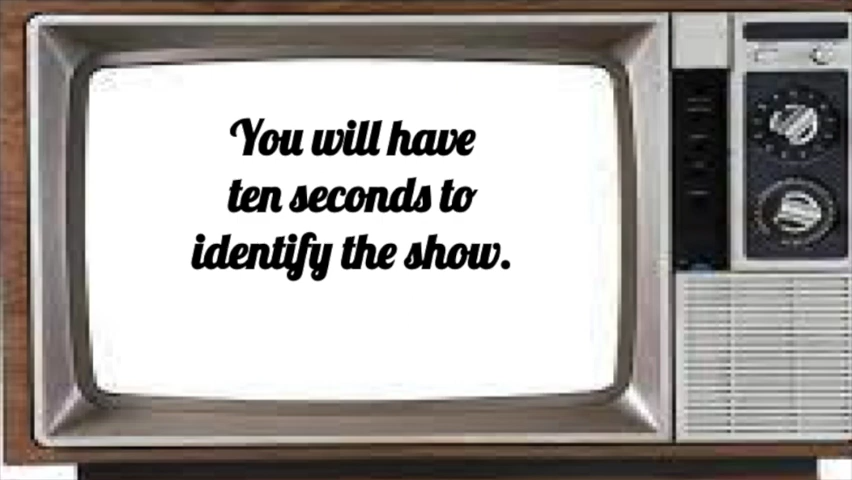 You will have
ten seconds to
identify the show.